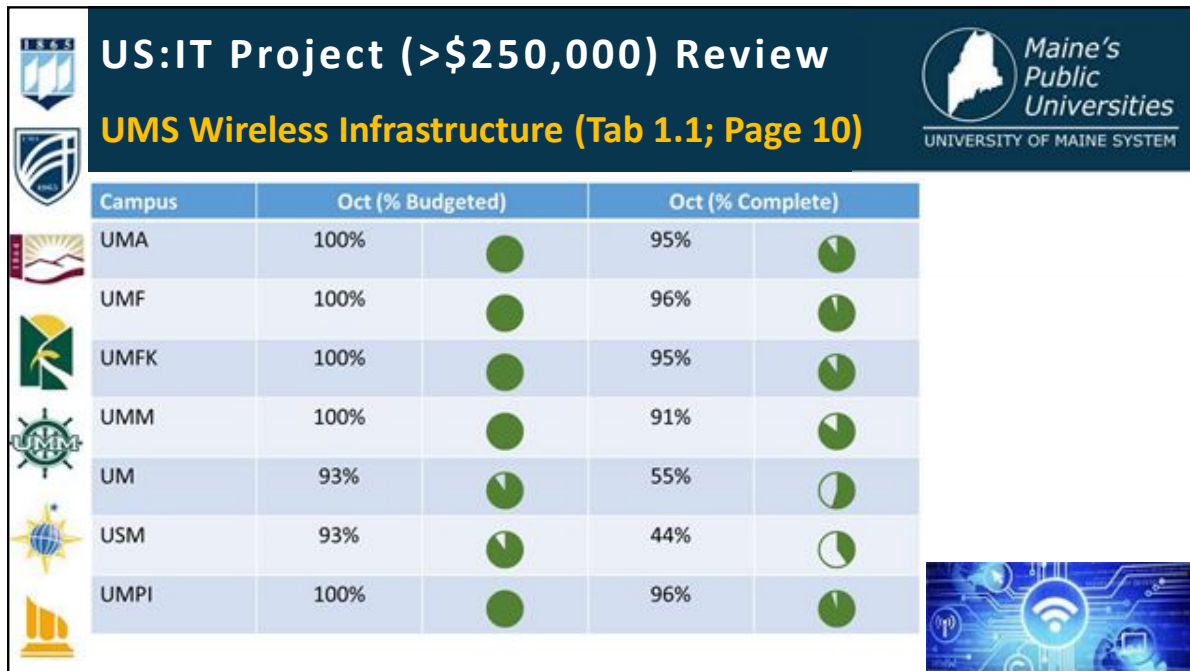 US:IT Project (>$250,000) Review
UMS Wireless Infrastructure (Tab 1.1; Page 10)
Maine's
Public
Universities
UNIVERSITY OF MAINE SYSTEM
1865
1864
UMM
Campus Oct (% Budgeted) Oct (% Complete)
UMA 100% 95%
UMF 100% 96%
UMFK 100% 95%
UMM 100% 91%
UM 93% 55%
USM 93% 44%
UMPI 100% 96%